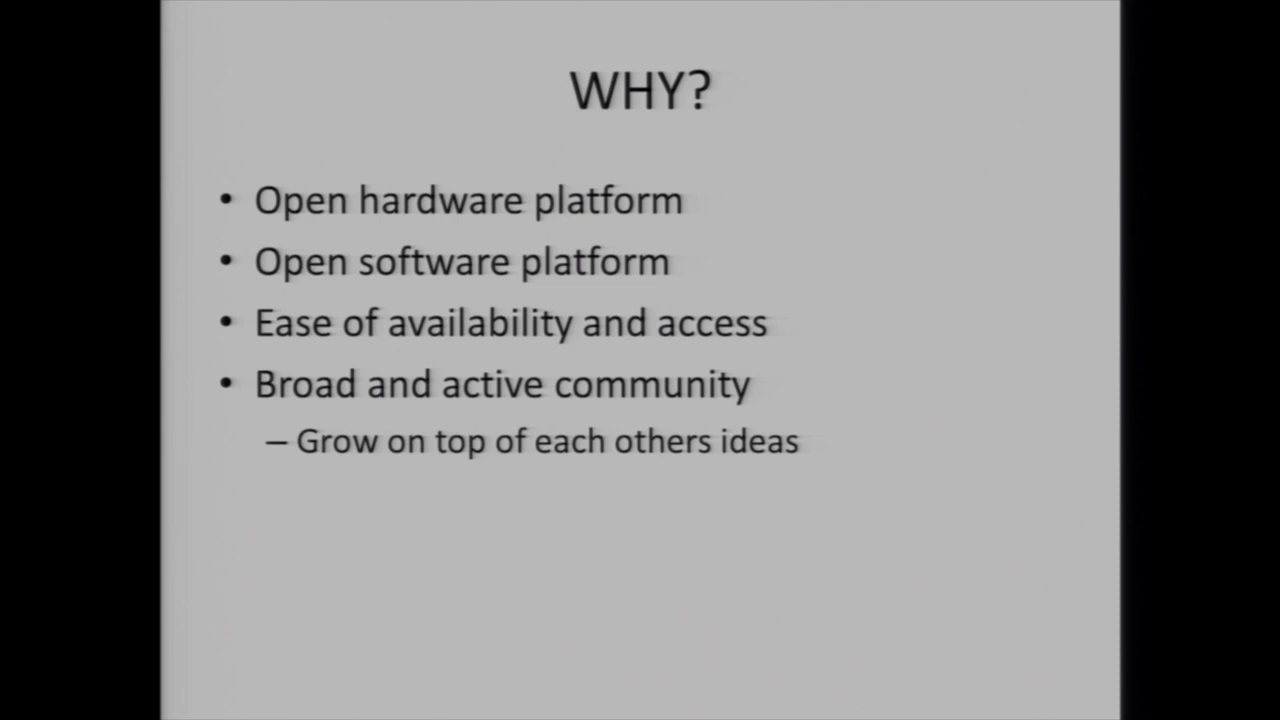 WHY?
• Open hardware platform
• Open software platform
• Ease of availability and access
• Broad and active community
– Grow on top of each others ideas